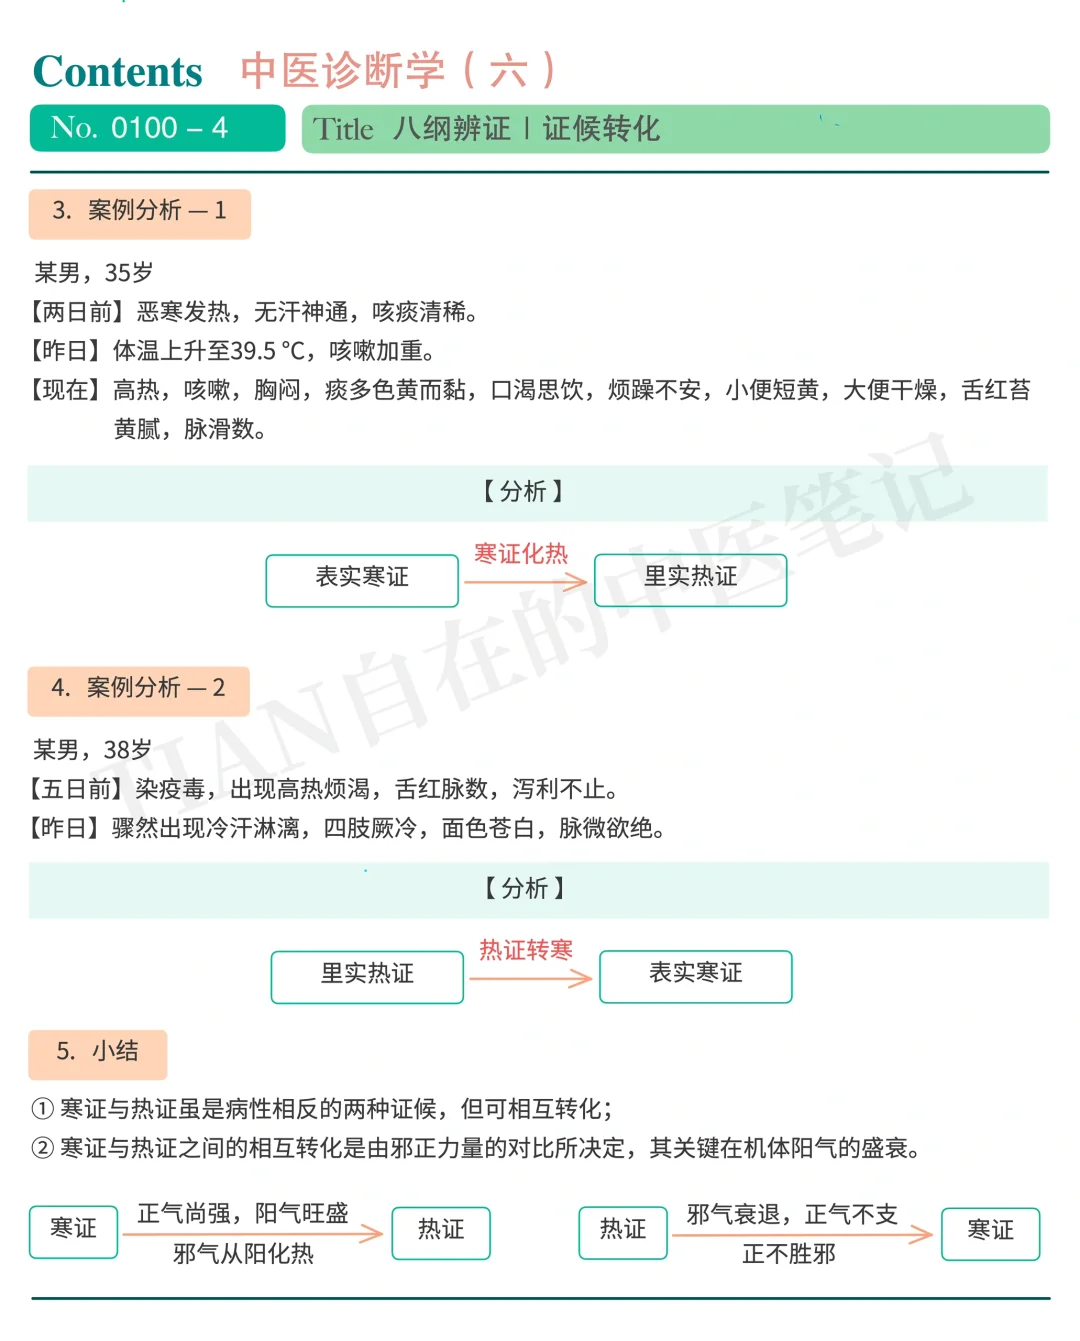 Contents 中医诊断学（六）
No. 0100 – 4 Title 八纲辨证 | 证候转化
3. 案例分析 — 1
某男，35岁
【两日前】恶寒发热，无汗神通，咳痰清稀。
【昨日】体温上升至39.5 ℃，咳嗽加重。
【现在】高热，咳嗽，胸闷，痰多色黄而黏，口渴思饮，烦躁不安，小便短黄，大便干燥，舌红苔
黄腻，脉滑数。
【 分析 】
表实寒证 寒证化热 里实热证
4. 案例分析 — 2
某男，38岁
【五日前】染疫毒，出现高热烦渴，舌红脉数，泻利不止。
【昨日】骤然出现冷汗淋漓，四肢厥冷，面色苍白，脉微欲绝。
【 分析 】
里实热证 热证转寒 表实寒证
5. 小结
① 寒证与热证虽是病性相反的两种证候，但可相互转化；
② 寒证与热证之间的相互转化是由邪正力量的对比所决定，其关键在机体阳气的盛衰。
寒证 正气尚强，阳气旺盛 热证
邪气从阳化热
热证 邪气衰退，正气不支 寒证
正不胜邪
TIAN自在的中医笔记